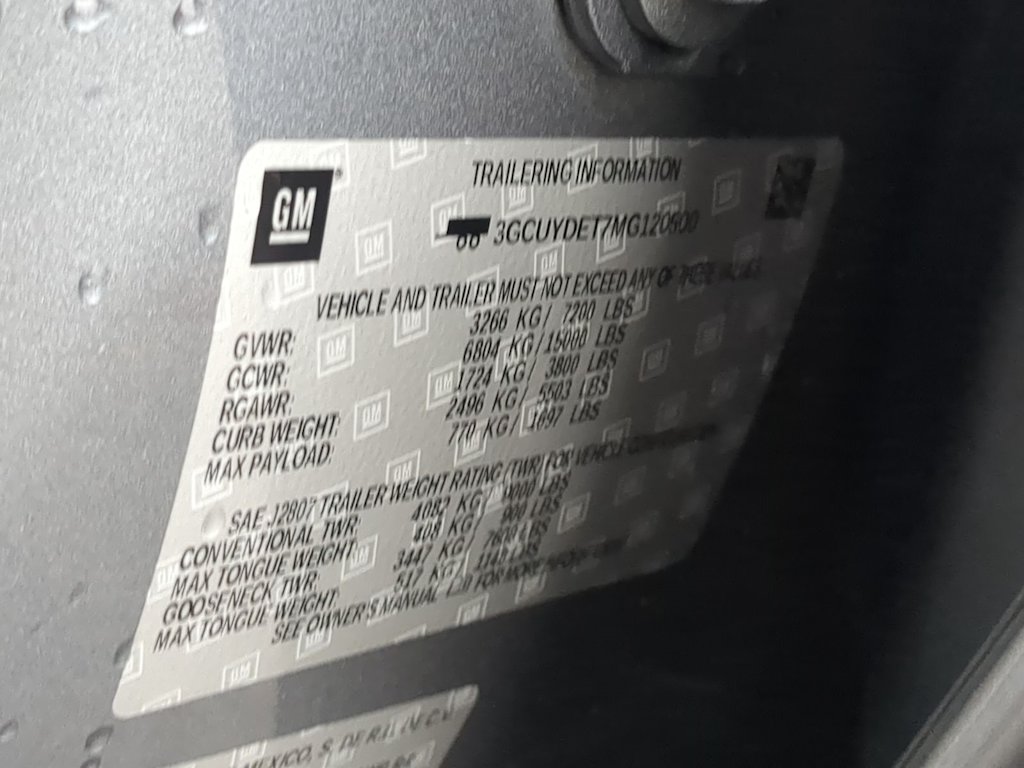 GM
TRAILERING INFORMATION
3GCUYDET7MG120900
VEHICLE AND TRAILER MUST NOT EXCEED ANY OF THESE VALUES
GVWR: 3266 KG / 7200 LBS
GCWR: 6804 KG / 15000 LBS
RGAWR: 1724 KG / 3800 LBS
CURB WEIGHT: 2496 KG / 5503 LBS
MAX PAYLOAD: 770 KG / 1697 LBS
SAE J2807 TRAILER WEIGHT RATING (TWR) FOR VEHICLE
CONVENTIONAL TWR: 4082 KG / 9000 LBS
MAX TONGUE WEIGHT: 408 KG / 900 LBS
GOOSENECK TWR: 3447 KG / 7600 LBS
MAX TONGUE WEIGHT: 517 KG / 1140 LBS
SEE OWNER'S MANUAL FOR MORE INFORMATION
MEXICO, S. DE R.L. DE C.V.